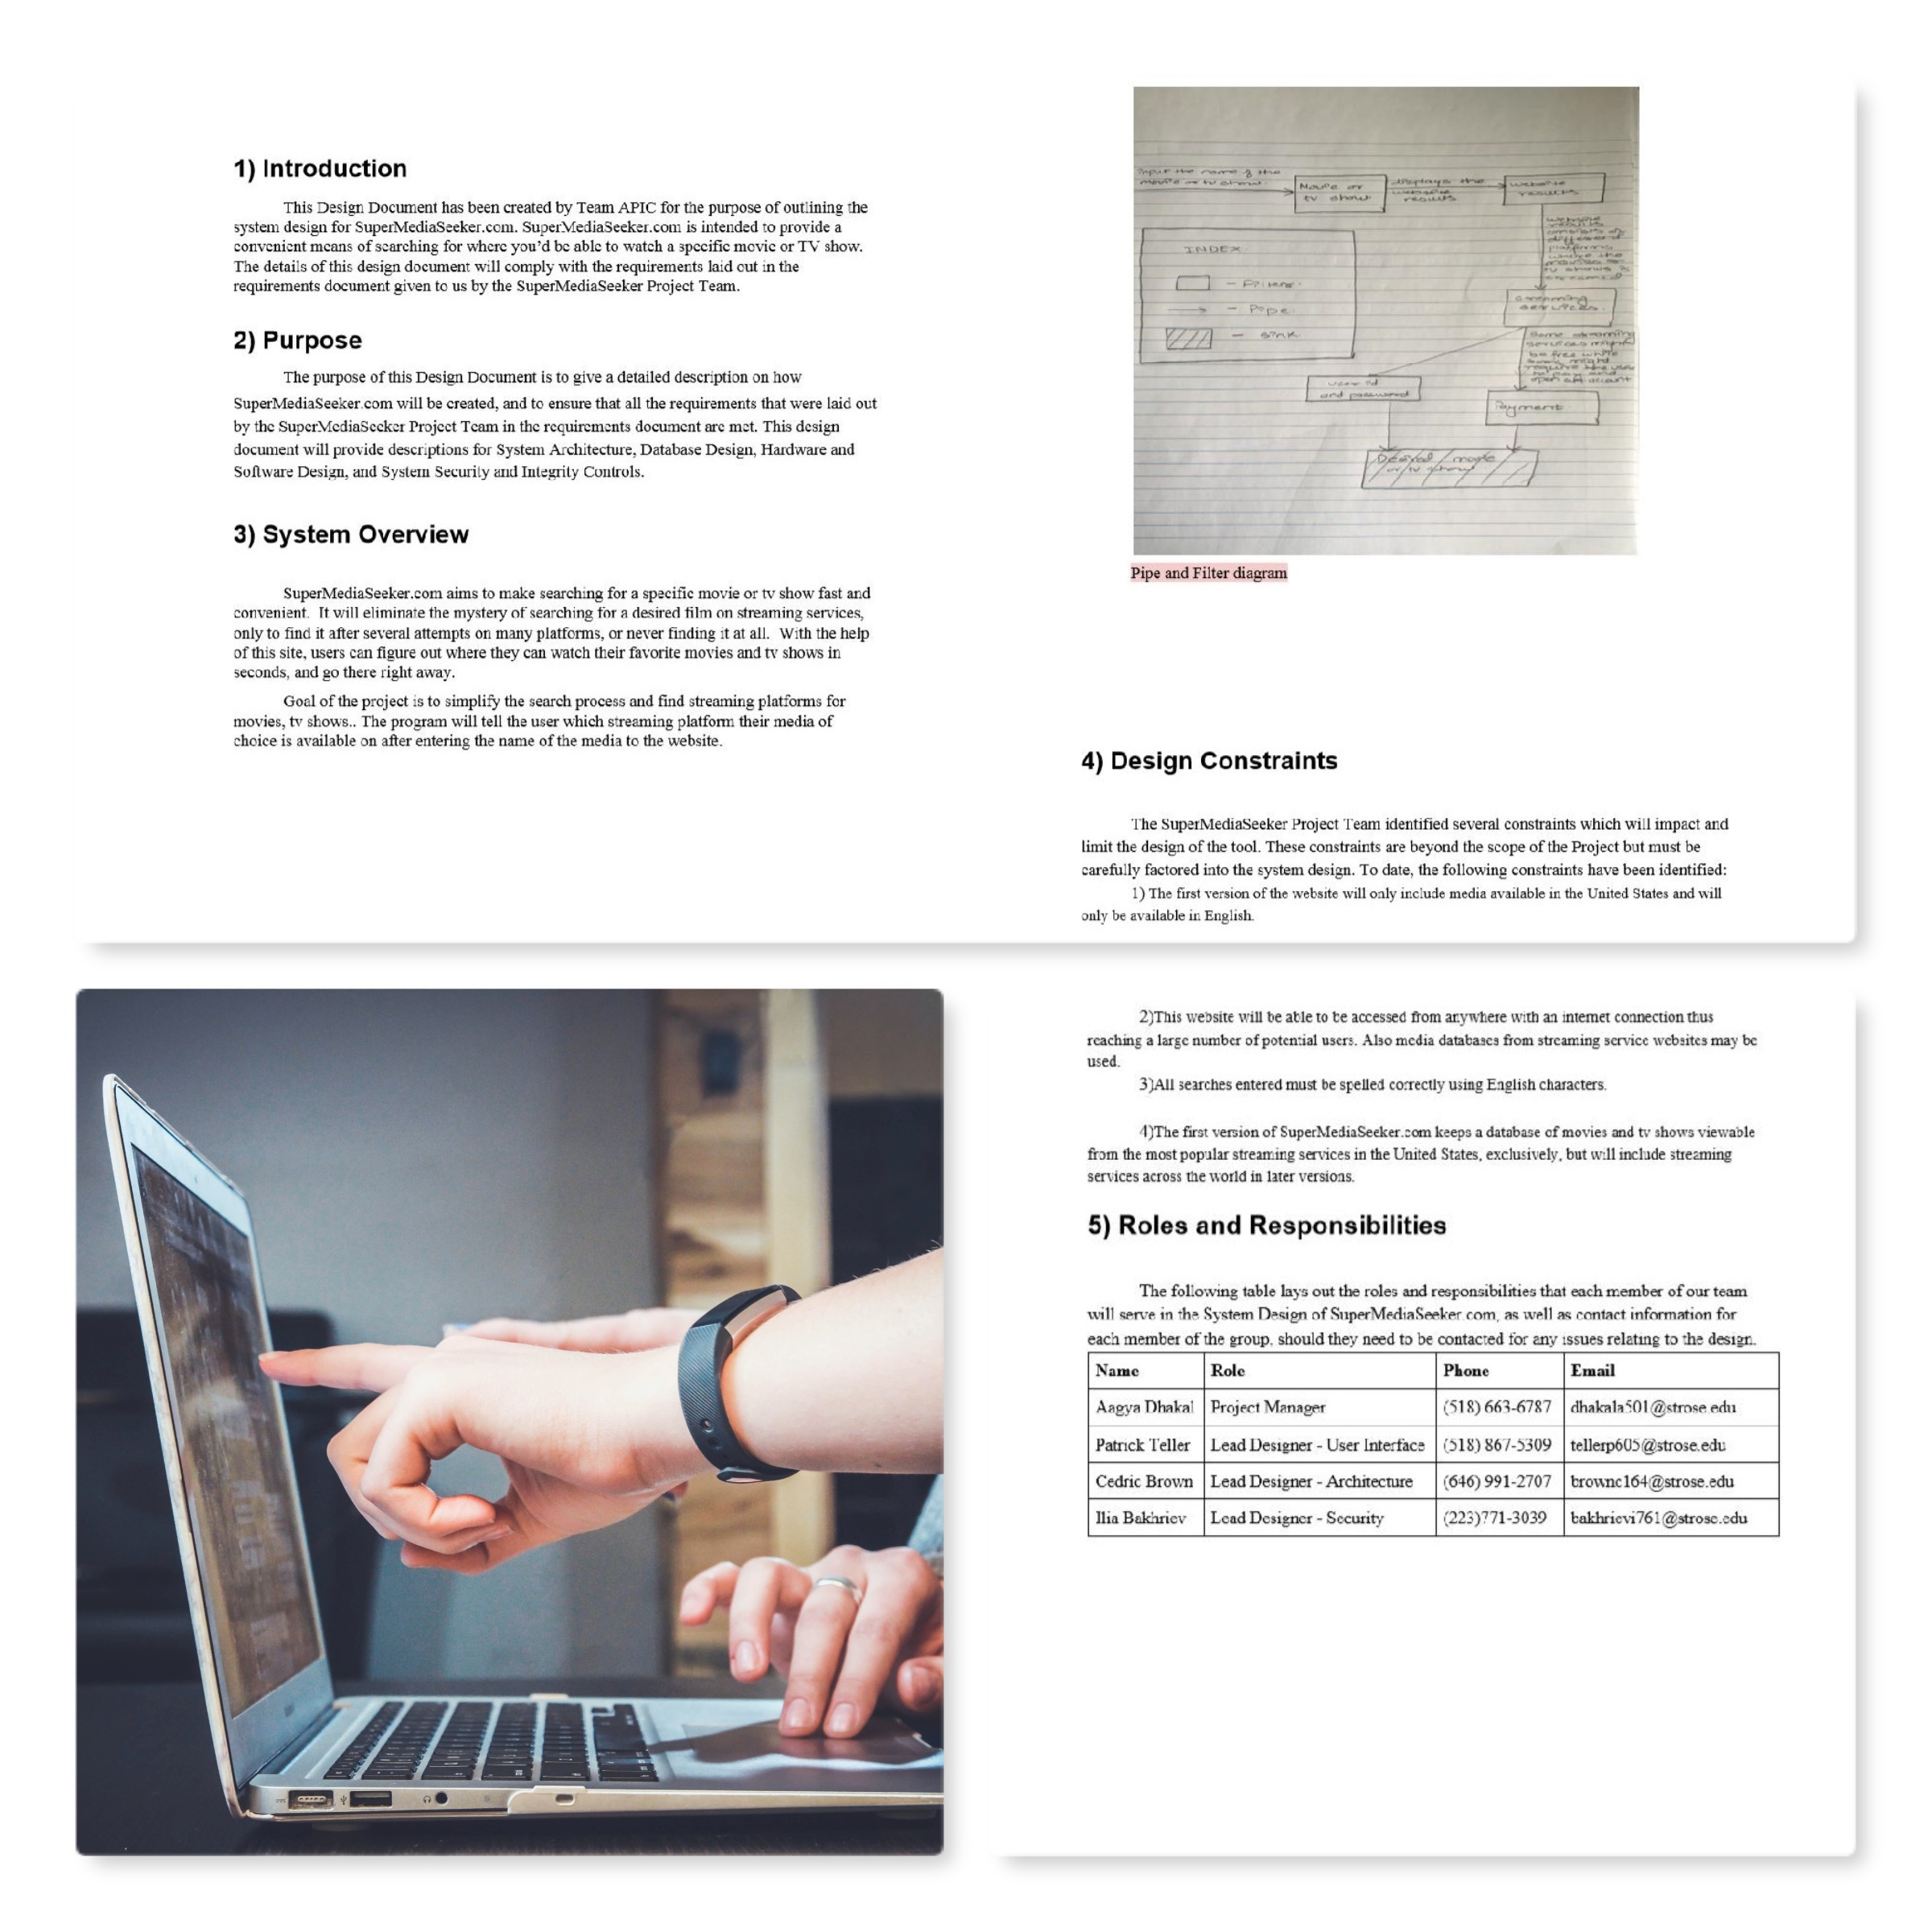 1) Introduction
This Design Document has been created by Team APIC for the purpose of outlining the
system design for SuperMediaSeeker.com. SuperMediaSeeker.com is intended to provide a
convenient means of searching for where you'd be able to watch a specific movie or TV show.
The details of this design document will comply with the requirements laid out in the
requirements document given to us by the SuperMediaSeeker Project Team.
2) Purpose
The purpose of this Design Document is to give a detailed description on how
SuperMediaSeeker.com will be created, and to ensure that all the requirements that were laid out
by the SuperMediaSeeker Project Team in the requirements document are met. This design
document will provide descriptions for System Architecture, Database Design, Hardware and
Software Design, and System Security and Integrity Controls.
3) System Overview
SuperMediaSeeker.com aims to make searching for a specific movie or tv show fast and
convenient.  It will eliminate the mystery of searching for a desired film on streaming services,
only to find it after several attempts on many platforms, or never finding it at all.  With the help
of this site, users can figure out where they can watch their favorite movies and tv shows in
seconds, and go there right away.
Goal of the project is to simplify the search process and find streaming platforms for
movies, tv shows.. The program will tell the user which streaming platform their media of
choice is available on after entering the name of the media to the website.
Input the name of the
movie or tv show
Movie or
tv show
displays the
website
results
website
results
website
results
consists of
different
platforms
where the
movies or
tv shows is
streamed
INDEX
- Filters
- Pipe
- sink
streaming
services
Some streaming
services might
be free while
some might
require the user
to pay and
open an account
user id
and password
Payment
Desired movie
or tv show
Pipe and Filter diagram
4) Design Constraints
The SuperMediaSeeker Project Team identified several constraints which will impact and
limit the design of the tool. These constraints are beyond the scope of the Project but must be
carefully factored into the system design. To date, the following constraints have been identified:
1) The first version of the website will only include media available in the United States and will
only be available in English.
2)This website will be able to be accessed from anywhere with an internet connection thus
reaching a large number of potential users. Also media databases from streaming service websites may be
used.
3)All searches entered must be spelled correctly using English characters.
4)The first version of SuperMediaSeeker.com keeps a database of movies and tv shows viewable
from the most popular streaming services in the United States, exclusively, but will include streaming
services across the world in later versions.
5) Roles and Responsibilities
The following table lays out the roles and responsibilities that each member of our team
will serve in the System Design of SuperMediaSeeker.com, as well as contact information for
each member of the group, should they need to be contacted for any issues relating to the design.
Name Role Phone Email
Aagya Dhakal Project Manager (518) 663-6787 dhakala501@strose.edu
Patrick Teller Lead Designer - User Interface (518) 867-5309 tellerp605@strose.edu
Cedric Brown Lead Designer - Architecture (646) 991-2707 brownc164@strose.edu
Ilia Bakhriev Lead Designer - Security (223)771-3039 bakhrievi761@strose.edu